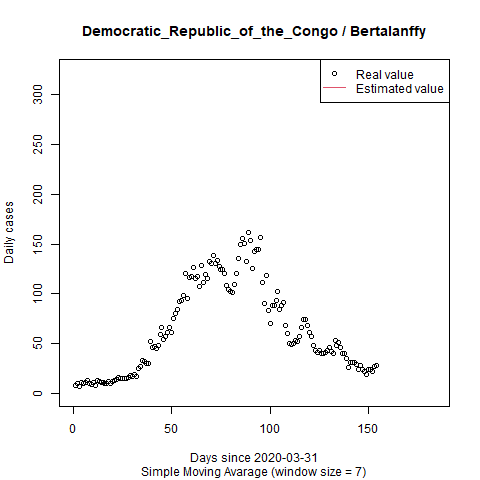 Democratic_Republic_of_the_Congo / Bertalanffy
Real value
Estimated value
Daily cases
300
250
200
150
100
50
0
0
50
100
150
Days since 2020-03-31
Simple Moving Avarage (window size = 7)